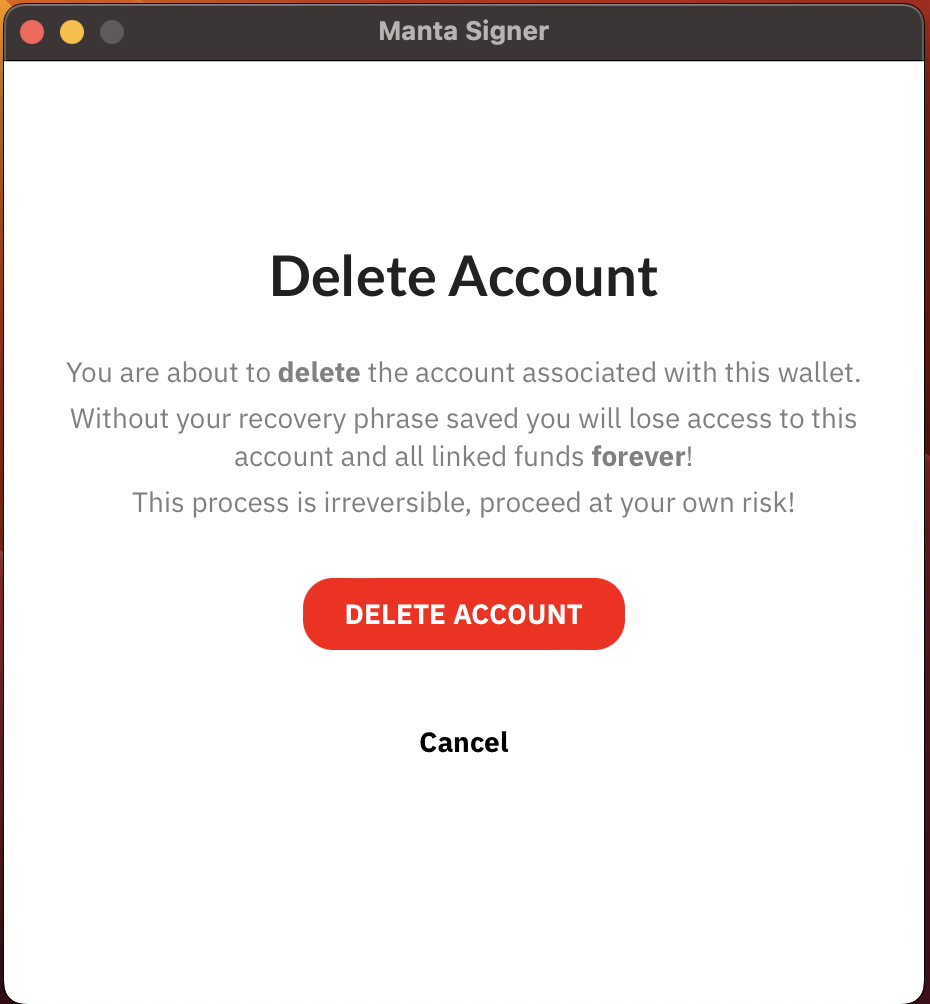 Manta Signer
Delete Account
You are about to delete the account associated with this wallet.
Without your recovery phrase saved you will lose access to this
account and all linked funds forever!
This process is irreversible, proceed at your own risk!
DELETE ACCOUNT
Cancel